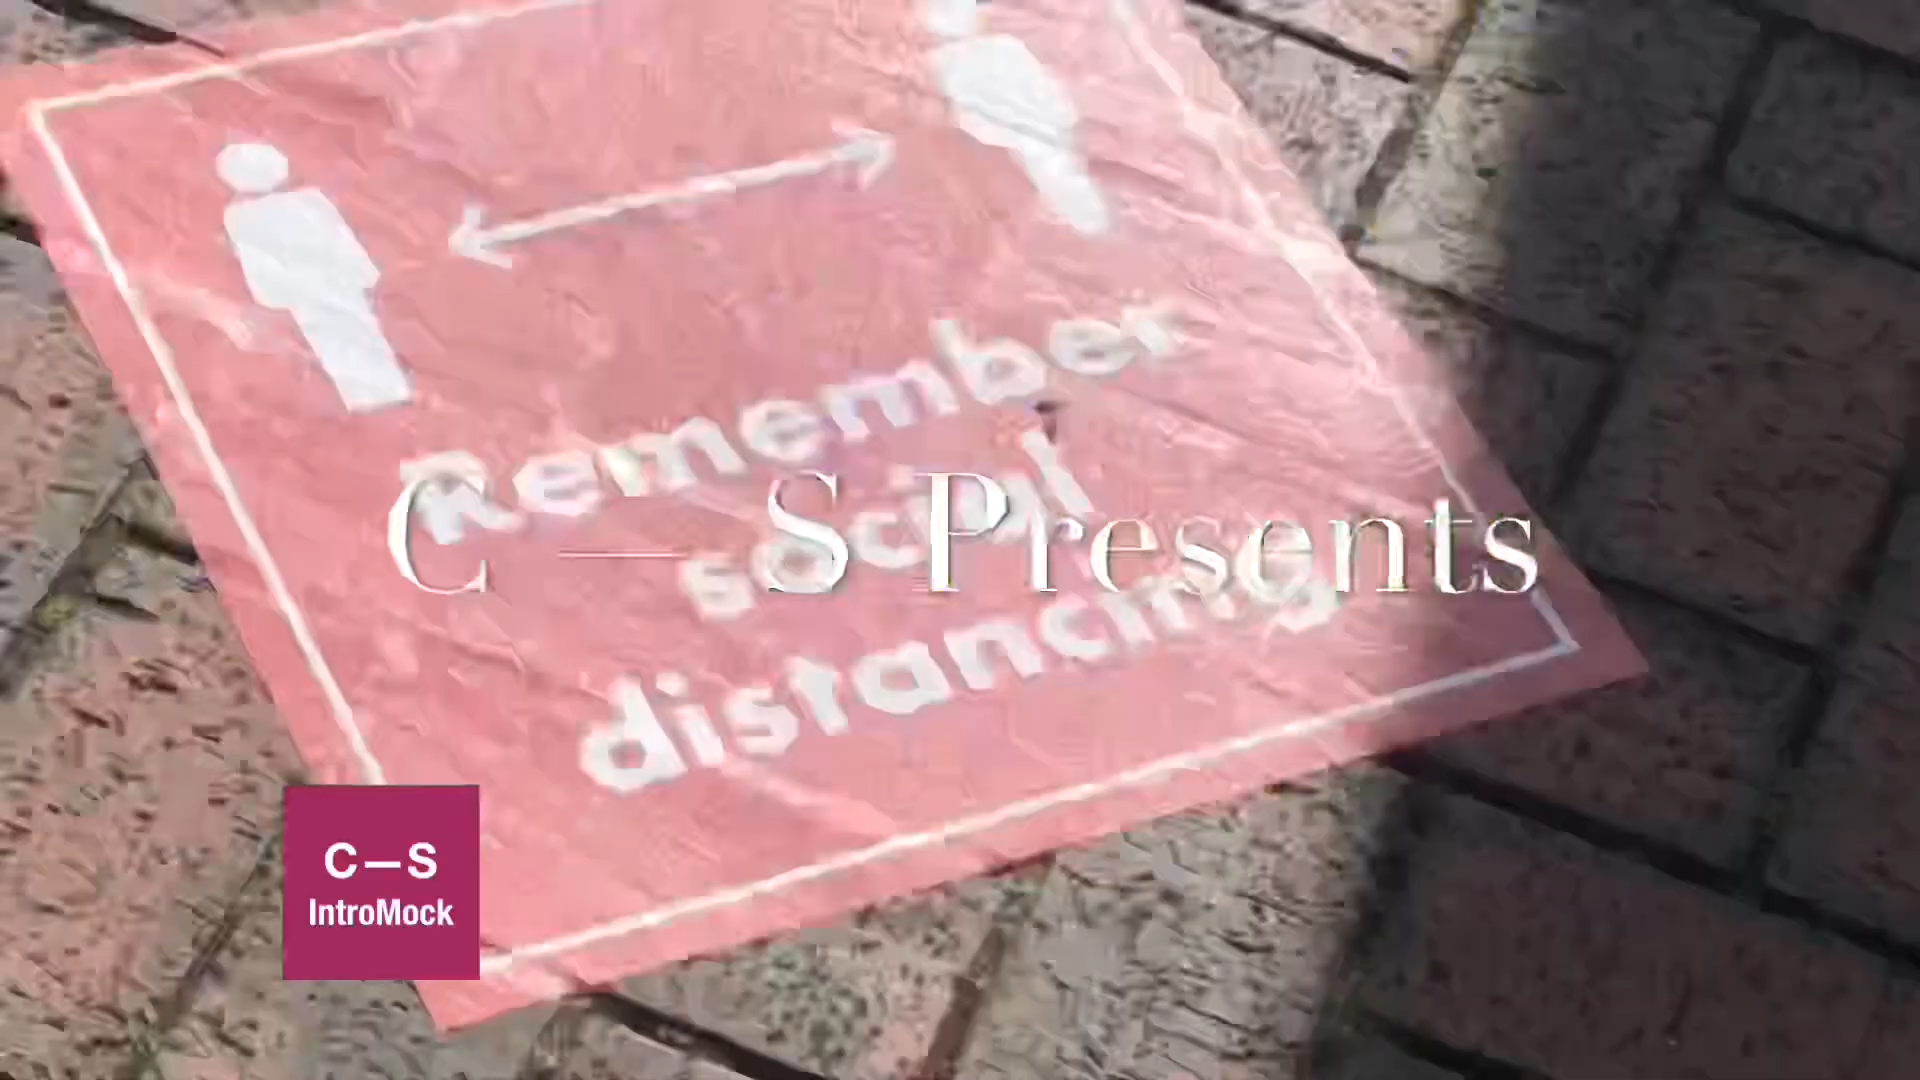 Remember
social
distancing
C — S Presents
C—S
IntroMock